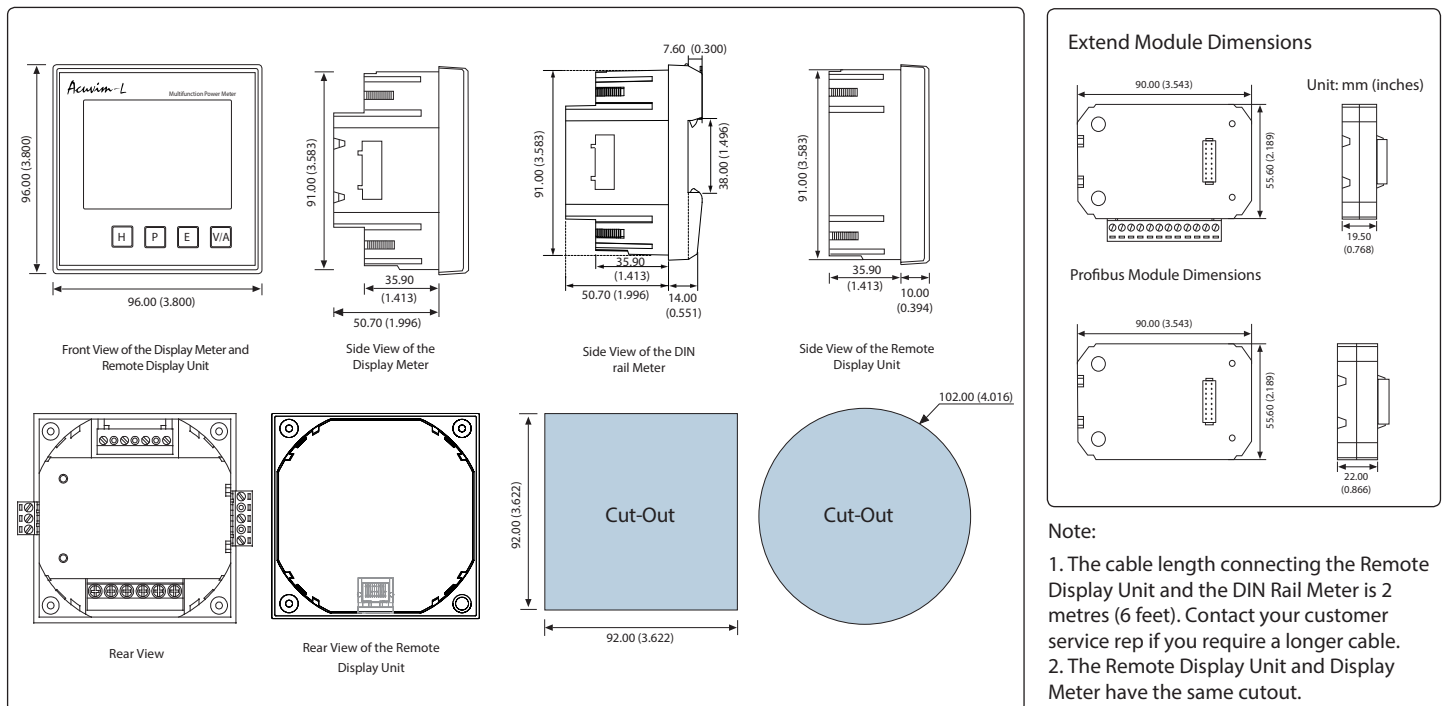 Acuvim-L
Multifunction Power Meter
H P E V/A
96.00 (3.800)
96.00 (3.800)
Front View of the Display Meter and
Remote Display Unit
91.00 (3.583)
35.90
(1.413)
50.70 (1.996)
Side View of the
Display Meter
7.60 (0.300)
91.00 (3.583)
38.00 (1.496)
35.90
(1.413)
50.70 (1.996)
14.00
(0.551)
Side View of the DIN
rail Meter
91.00 (3.583)
35.90
(1.413)
10.00
(0.394)
Side View of the Remote
Display Unit
Rear View
Rear View of the Remote
Display Unit
92.00 (3.622)
Cut-Out
92.00 (3.622)
102.00 (4.016)
Cut-Out
Extend Module Dimensions
Unit: mm (inches)
90.00 (3.543)
55.60 (2.189)
19.50
(0.768)
Profibus Module Dimensions
90.00 (3.543)
55.60 (2.189)
22.00
(0.866)
Note:
1. The cable length connecting the Remote
Display Unit and the DIN Rail Meter is 2
metres (6 feet). Contact your customer
service rep if you require a longer cable.
2. The Remote Display Unit and Display
Meter have the same cutout.